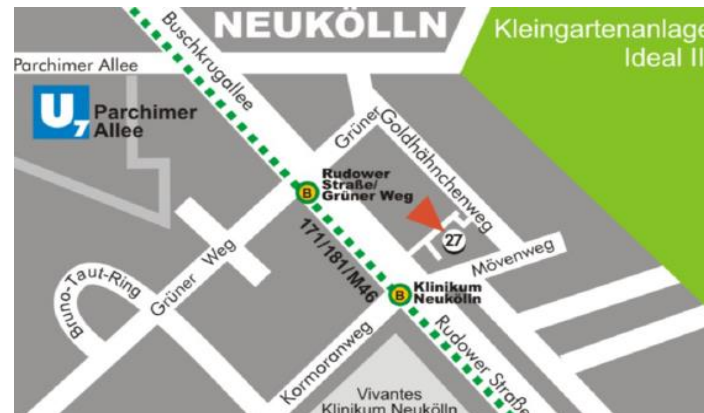 NEUKÖLLN
Kleingartenanlage
Ideal II
Buschkrugallee
Parchimer Allee
U7
Parchimer
Allee
Grüner
Goldhähnchenweg
Rudower
Straße/
Grüner Weg
B
171/181/M46
27
Mövenweg
Bruno-Taut-Ring
Grüner Weg
B
Klinikum
Neukölln
Kormoranweg
Rudower Straße
Vivantes
Klinikum Neukölln